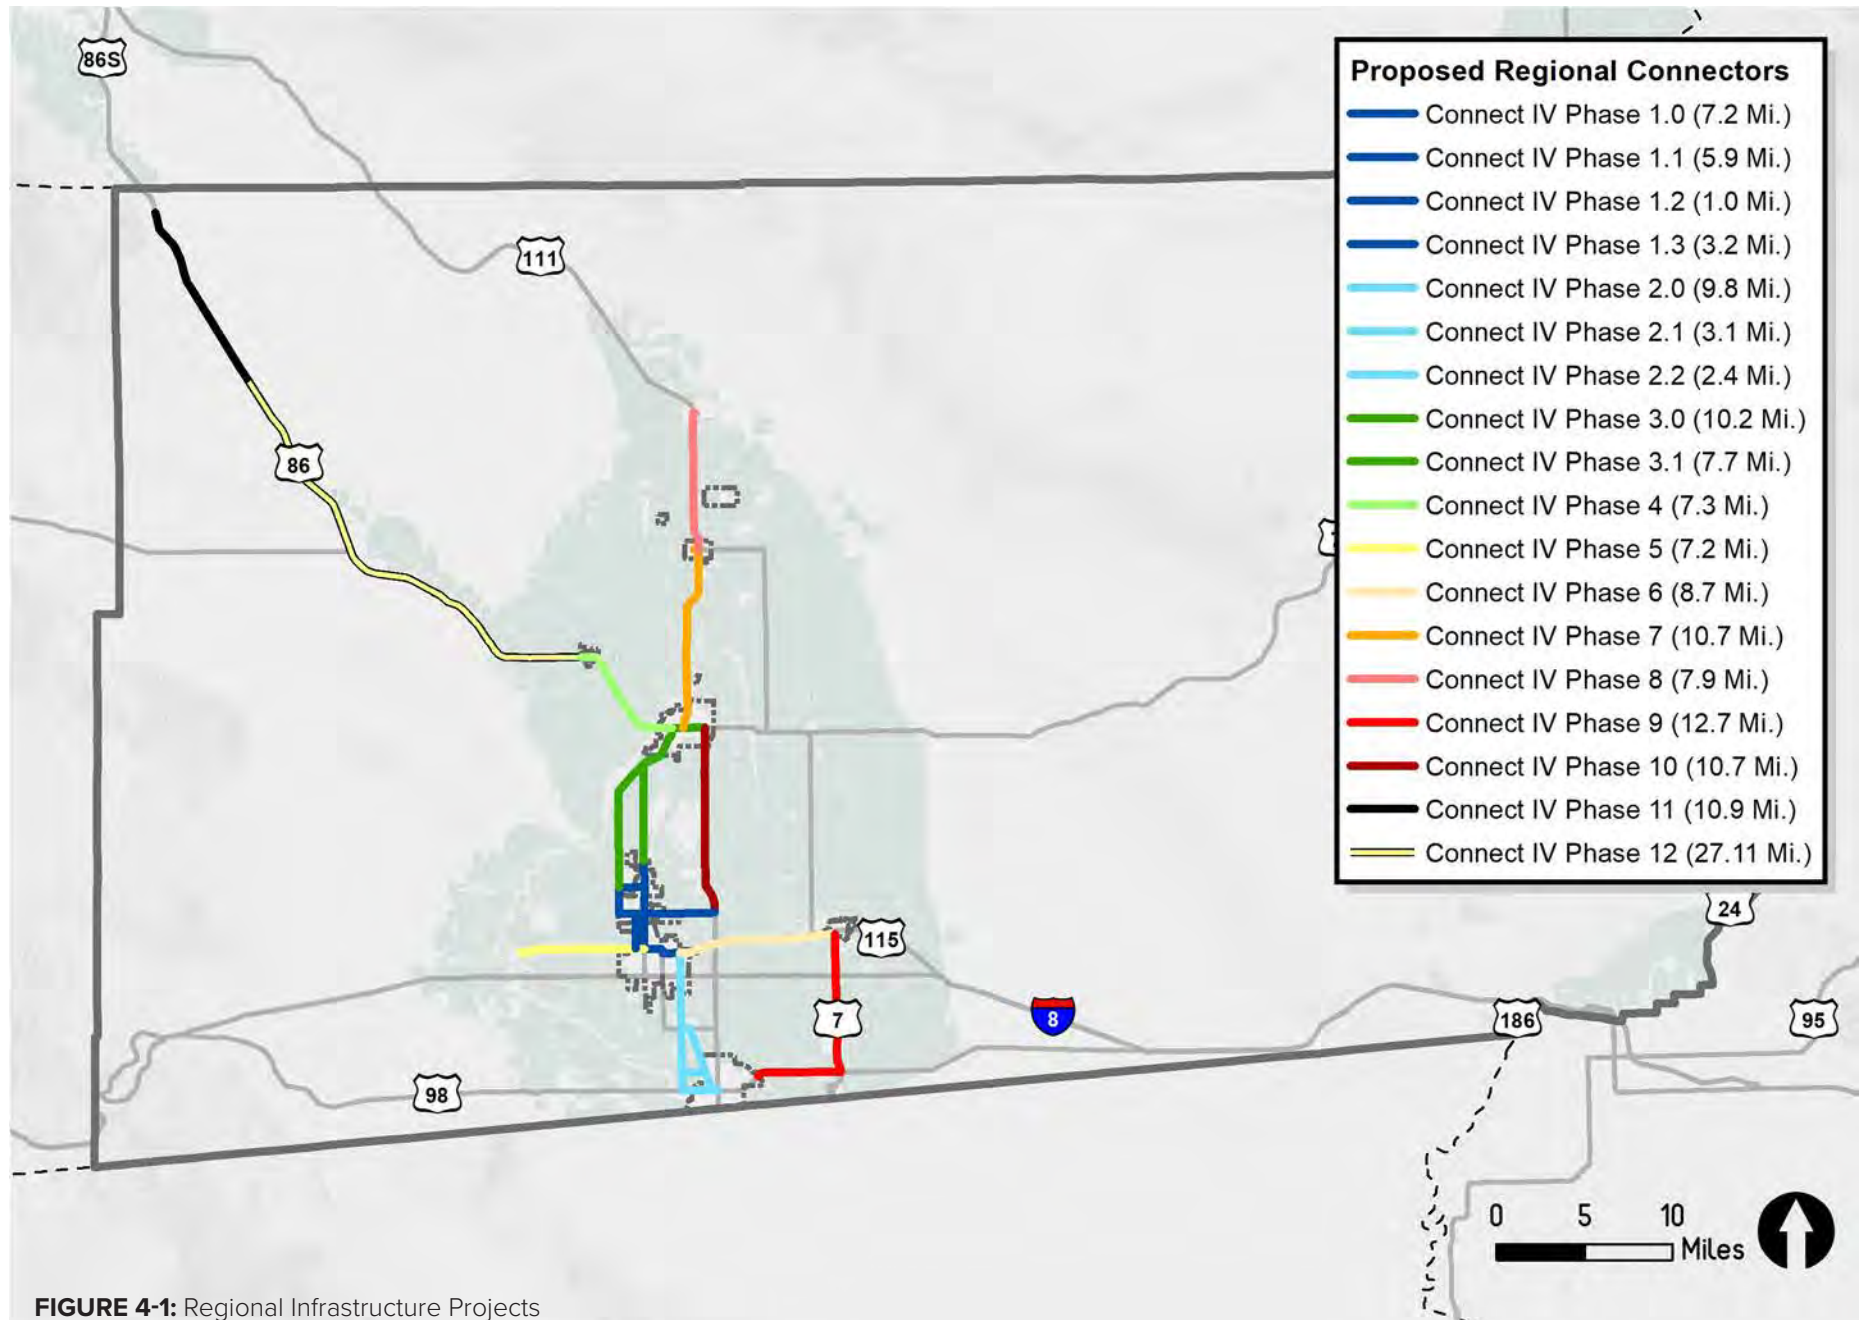 86S
111
86
115
7
8
98
186
24
95
Proposed Regional Connectors
Connect IV Phase 1.0 (7.2 Mi.)
Connect IV Phase 1.1 (5.9 Mi.)
Connect IV Phase 1.2 (1.0 Mi.)
Connect IV Phase 1.3 (3.2 Mi.)
Connect IV Phase 2.0 (9.8 Mi.)
Connect IV Phase 2.1 (3.1 Mi.)
Connect IV Phase 2.2 (2.4 Mi.)
Connect IV Phase 3.0 (10.2 Mi.)
Connect IV Phase 3.1 (7.7 Mi.)
Connect IV Phase 4 (7.3 Mi.)
Connect IV Phase 5 (7.2 Mi.)
Connect IV Phase 6 (8.7 Mi.)
Connect IV Phase 7 (10.7 Mi.)
Connect IV Phase 8 (7.9 Mi.)
Connect IV Phase 9 (12.7 Mi.)
Connect IV Phase 10 (10.7 Mi.)
Connect IV Phase 11 (10.9 Mi.)
Connect IV Phase 12 (27.11 Mi.)
0 5 10
Miles
FIGURE 4-1: Regional Infrastructure Projects